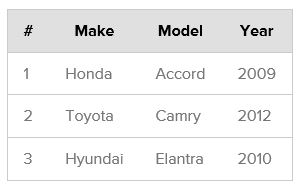 # Make Model Year
1 Honda Accord 2009
2 Toyota Camry 2012
3 Hyundai Elantra 2010